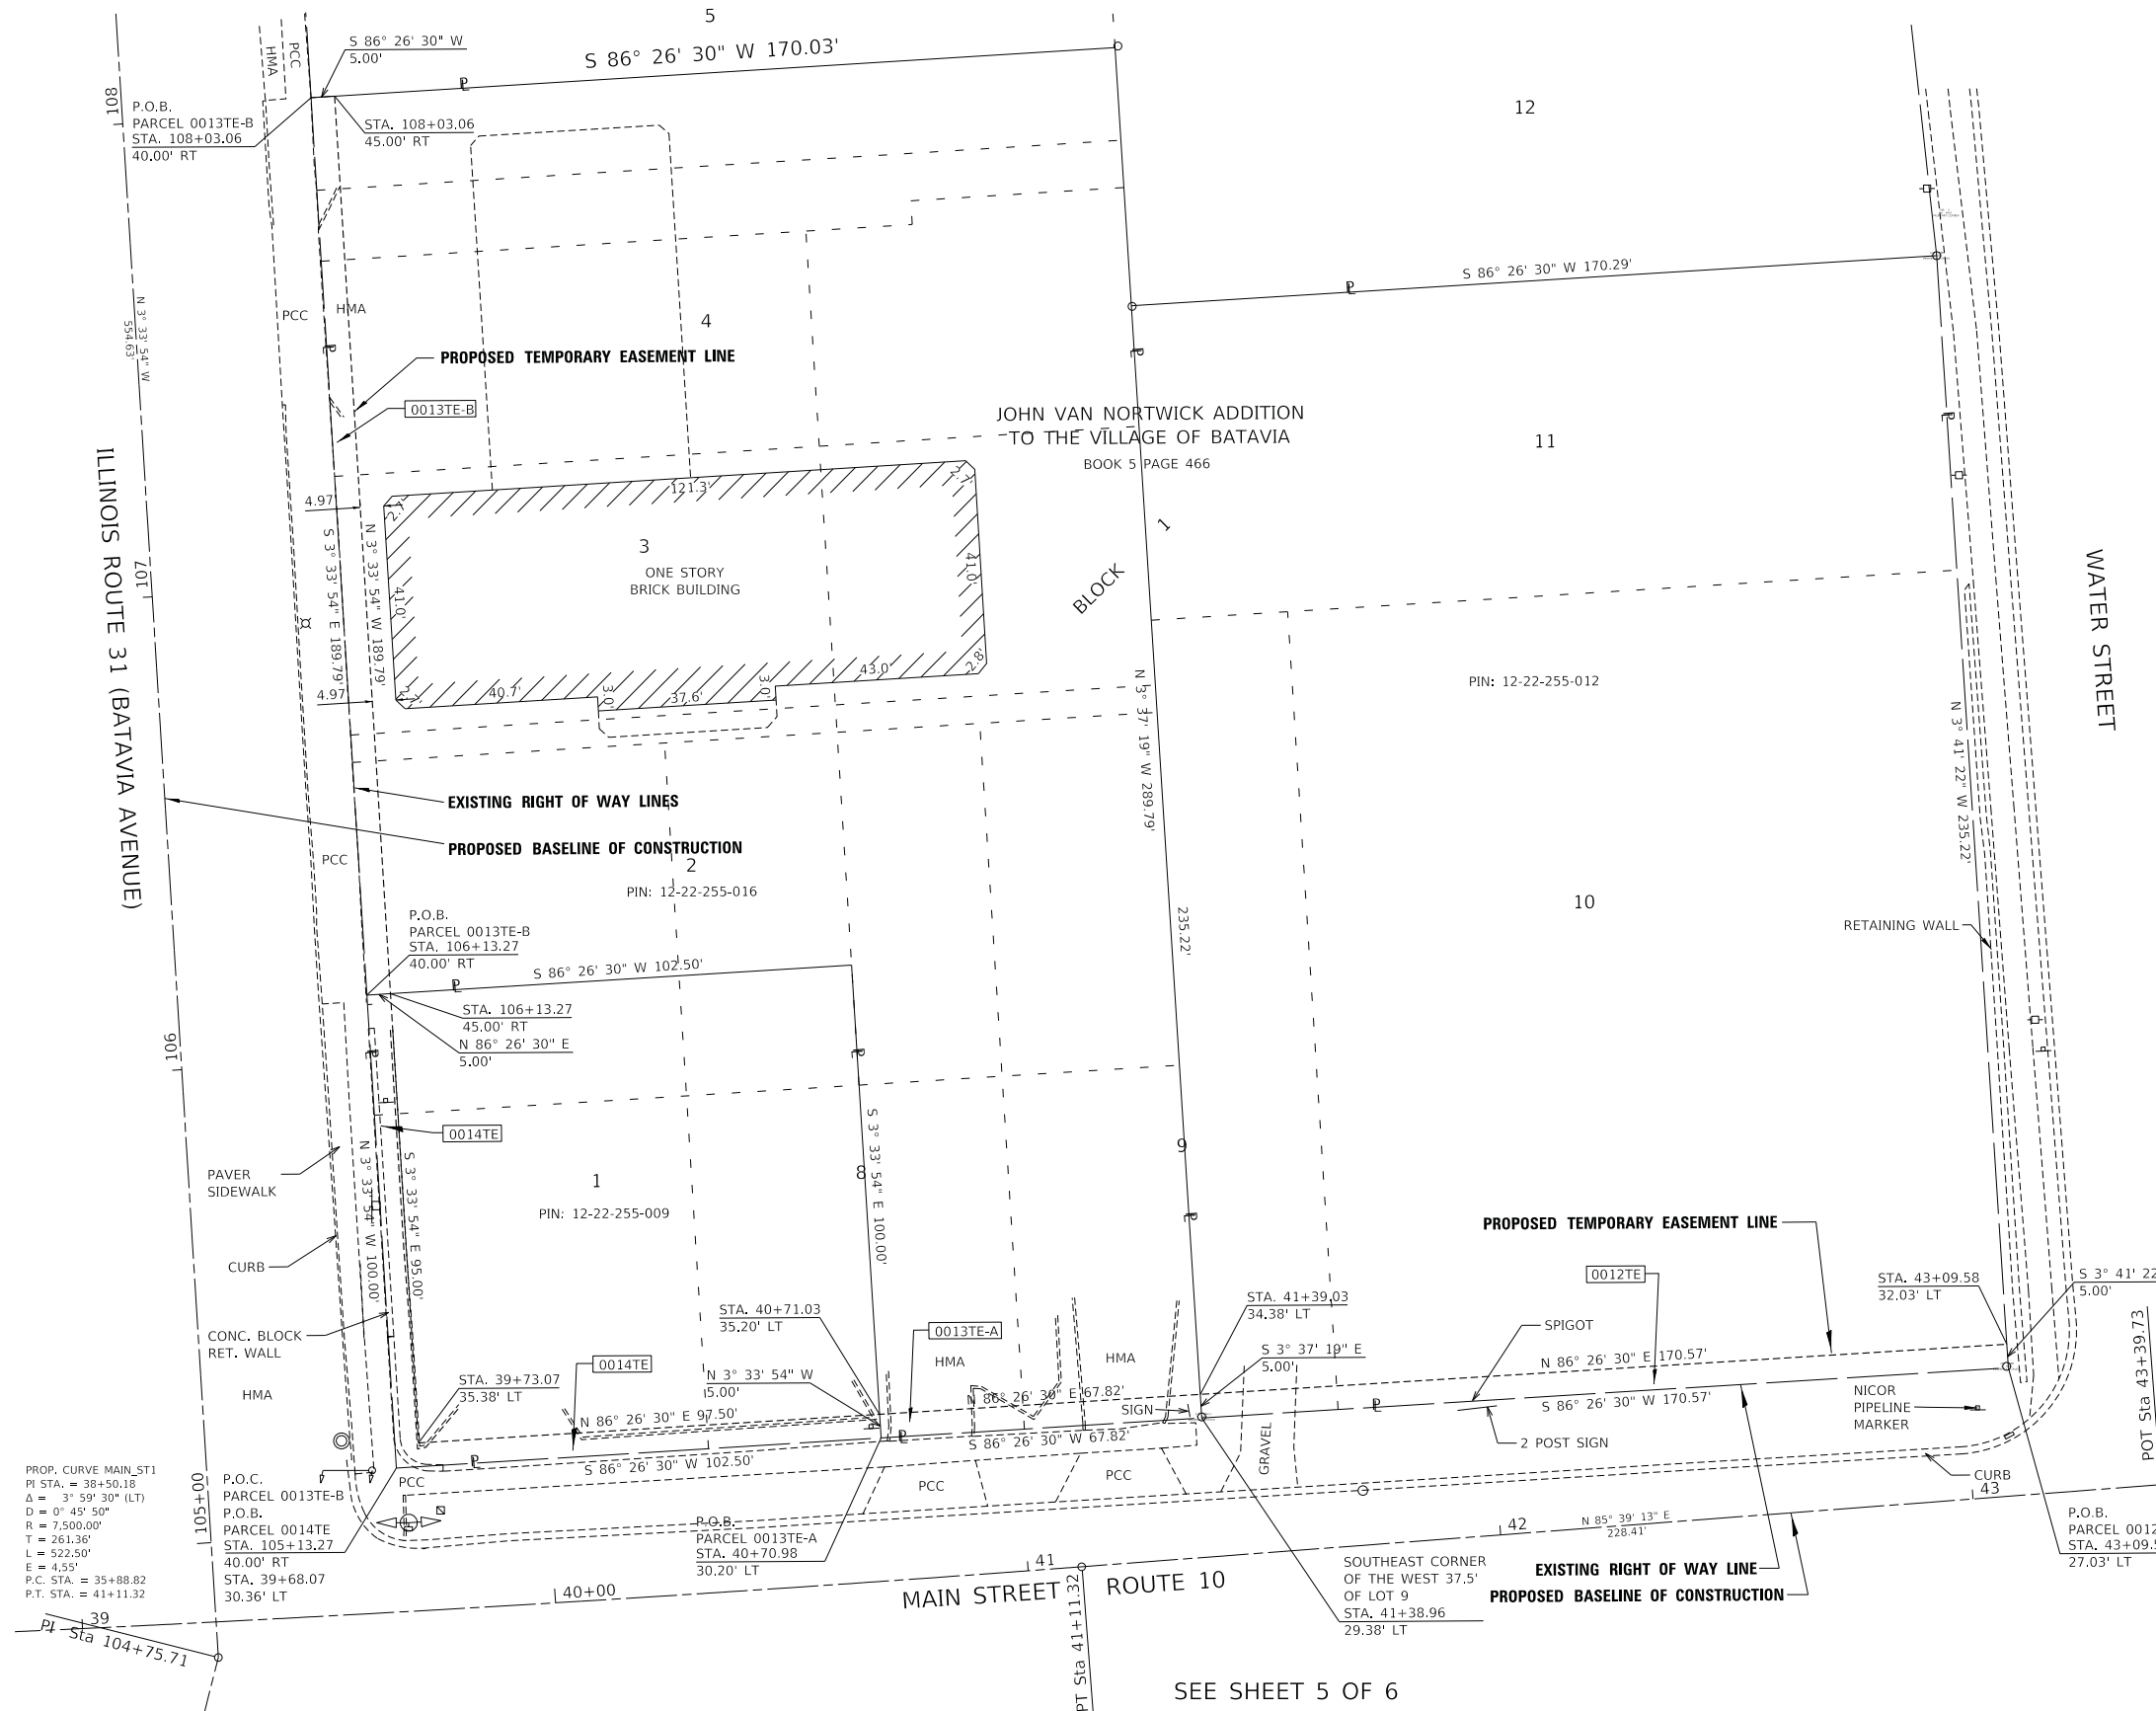 5
S 86° 26' 30" W
5.00'
S 86° 26' 30" W 170.03'
HMA
PCC
108
P.O.B.
PARCEL 0013TE-B
STA. 108+03.06
40.00' RT
STA. 108+03.06
45.00' RT
12
N 3° 33' 54" W
554.63'
PCC
HMA
4
S 86° 26' 30" W 170.29'
PROPOSED TEMPORARY EASEMENT LINE
0013TE-B
JOHN VAN NORTWICK ADDITION
TO THE VILLAGE OF BATAVIA
BOOK 5 PAGE 466
11
ILLINOIS ROUTE 31 (BATAVIA AVENUE)
107
4.97'
121.3'
2.7'
2.7'
S 3° 33' 54" E 189.79'
N 3° 33' 54" W 189.79'
3
ONE STORY
BRICK BUILDING
41.0'
41.0'
BLOCK 1
WATER STREET
4.97'
40.7'
3.0'
37.6'
3.0'
43.0'
2.8'
PIN: 12-22-255-012
N 3° 37' 19" W 289.79'
N 3° 41' 22" W 235.22'
EXISTING RIGHT OF WAY LINES
PROPOSED BASELINE OF CONSTRUCTION
PCC
2
PIN: 12-22-255-016
10
235.22'
RETAINING WALL
P.O.B.
PARCEL 0013TE-B
STA. 106+13.27
40.00' RT
S 86° 26' 30" W 102.50'
106
STA. 106+13.27
45.00' RT
N 86° 26' 30" E
5.00'
0014TE
N 3° 33' 54" W 100.00'
S 3° 33' 54" E 95.00'
S 3° 33' 54" E 100.00'
PAVER
SIDEWALK
1
8
9
PIN: 12-22-255-009
CURB
PROPOSED TEMPORARY EASEMENT LINE
0012TE
STA. 43+09.58
32.03' LT
S 3° 41' 22
5.00'
CONC. BLOCK
RET. WALL
STA. 40+71.03
35.20' LT
0013TE-A
STA. 41+39.03
34.38' LT
SPIGOT
S 3° 37' 19" E
5.00'
0014TE
HMA
HMA
N 86° 26' 30" E 170.57'
HMA
STA. 39+73.07
35.38' LT
N 3° 33' 54" W
5.00'
N 86° 26' 30" E 67.82'
SIGN
S 86° 26' 30" W 170.57'
NICOR
PIPELINE
MARKER
N 86° 26' 30" E 97.50'
S 86° 26' 30" W 67.82'
2 POST SIGN
S 86° 26' 30" W 102.50'
GRAVEL
PCC
PCC
PCC
CURB
POT Sta 43+39.73
PROP. CURVE MAIN_ST1
PI STA. = 38+50.18
Δ = 3° 59' 30" (LT)
D = 0° 45' 50"
R = 7,500.00'
T = 261.36'
L = 522.50'
E = 4.55'
P.C. STA. = 35+88.82
P.T. STA. = 41+11.32
105+00
P.O.C.
PARCEL 0013TE-B
P.O.B.
PARCEL 0014TE
STA. 105+13.27
40.00' RT
STA. 39+68.07
30.36' LT
P.O.B.
PARCEL 0013TE-A
STA. 40+70.98
30.20' LT
43
42
N 85° 39' 13" E
228.41'
P.O.B.
PARCEL 0012
STA. 43+09.5
27.03' LT
SOUTHEAST CORNER
OF THE WEST 37.5'
OF LOT 9
STA. 41+38.96
29.38' LT
EXISTING RIGHT OF WAY LINE
PROPOSED BASELINE OF CONSTRUCTION
41
40+00
MAIN STREET ROUTE 10
39
PI Sta 104+75.71
PT Sta 41+11.32
SEE SHEET 5 OF 6